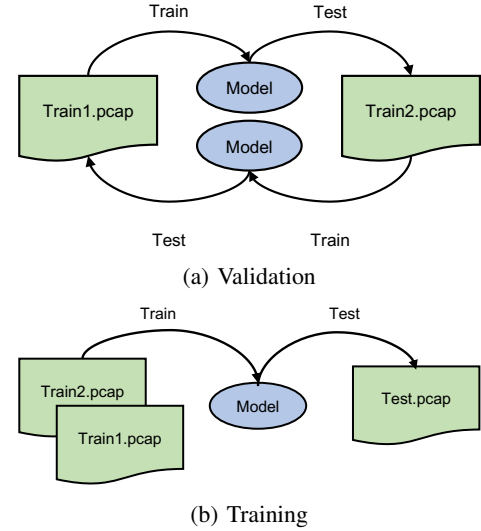 Train Test
Model
Train1.pcap Train2.pcap
Model
Test Train
(a) Validation
Train Test
Train2.pcap
Model Test.pcap
Train1.pcap
(b) Training